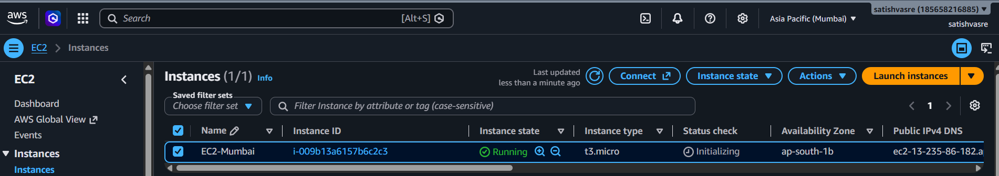 aws
Search [Alt+S]
Asia Pacific (Mumbai)
satishvasre (185658216885)
satishvasre
EC2 Instances
EC2
Dashboard
AWS Global View
Events
Instances
Instances
Instances (1/1) Info
Last updated
less than a minute ago
Connect Instance state Actions Launch instances
Saved filter sets
Choose filter set
Filter Instance by attribute or tag (case-sensitive)
1
Name Instance ID Instance state Instance type Status check Availability Zone Public IPv4 DNS
EC2-Mumbai i-009b13a6157b6c2c3 Running t3.micro Initializing ap-south-1b ec2-13-235-86-182.a